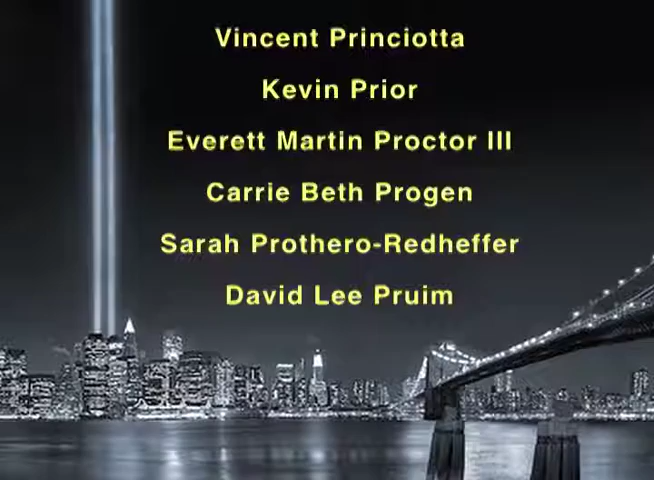 Vincent Princiotta
Kevin Prior
Everett Martin Proctor III
Carrie Beth Progen
Sarah Prothero-Redheffer
David Lee Pruim